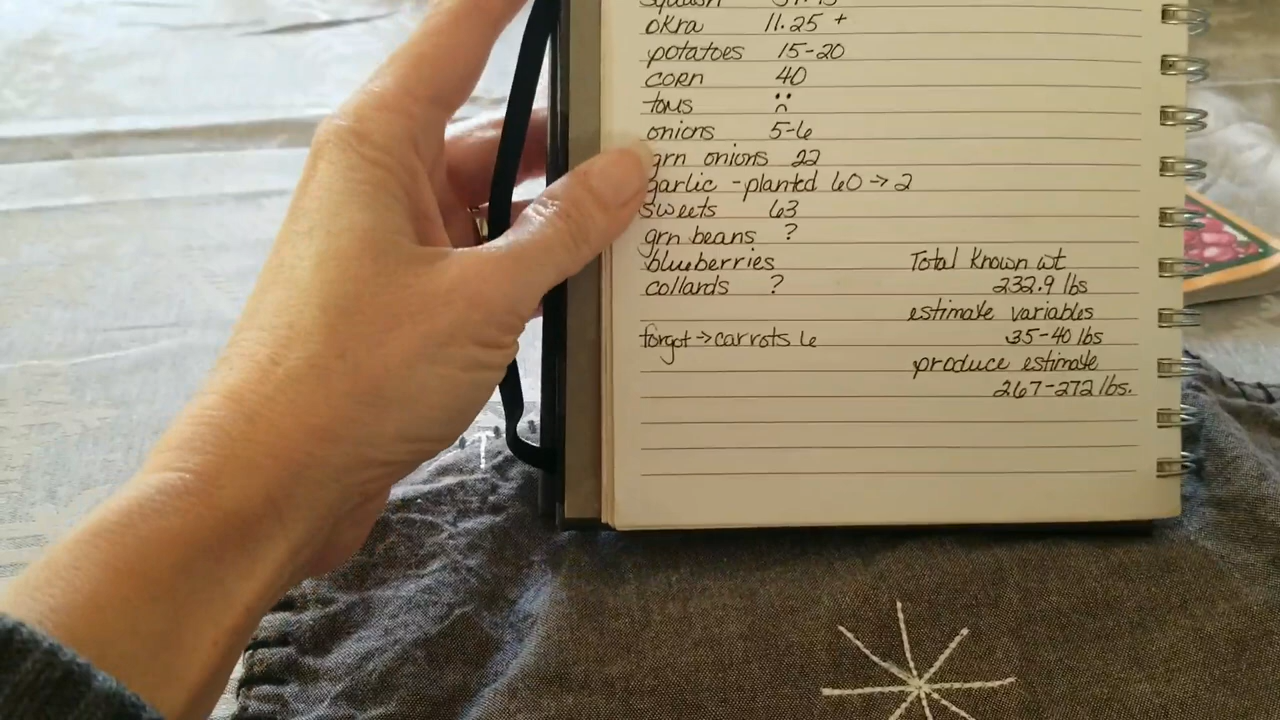 squash
okra 11.25 +
potatoes 15-20
corn 40
toms
onions 5-6
grn onions 22
garlic - planted 60 → 2
sweets 63
grn beans ?
blueberries
collards ?
forgot → carrots 6
Total Known wt
232.9 lbs
estimate variables
35-40 lbs
produce estimate
267-272 lbs.